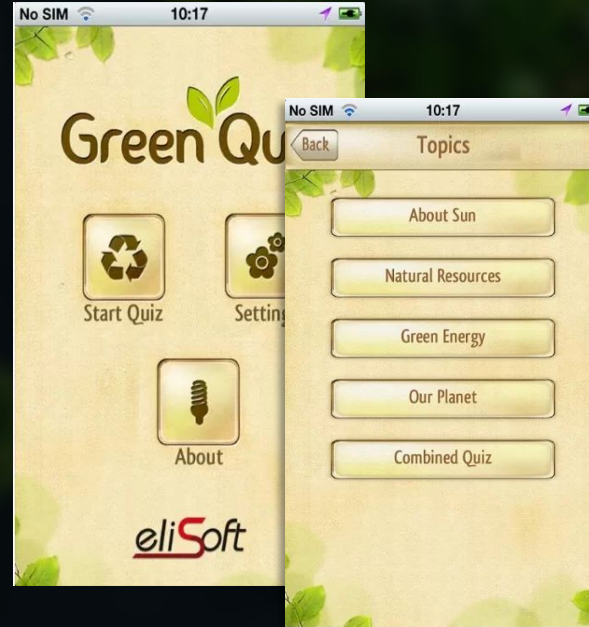 No SIM 10:17
Green Qu
Start Quiz
Setting
About
eliSoft
No SIM 10:17
Back
Topics
About Sun
Natural Resources
Green Energy
Our Planet
Combined Quiz